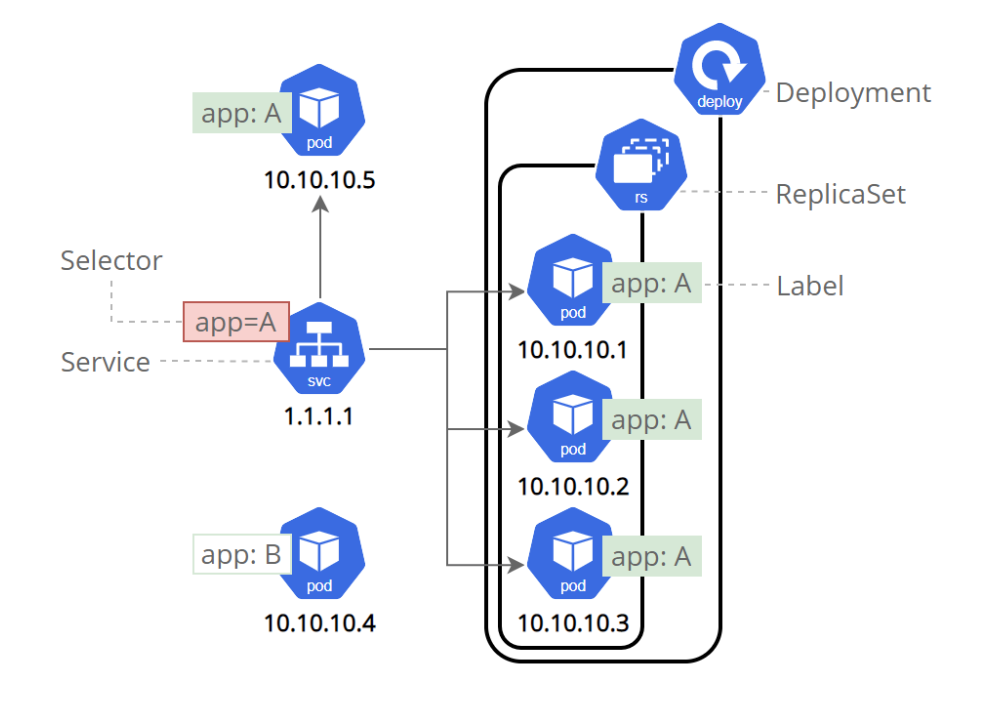 deploy
Deployment
app: A
pod
10.10.10.5
rs
ReplicaSet
Selector
app=A
Service
svc
1.1.1.1
pod
app: A
Label
10.10.10.1
pod
app: A
10.10.10.2
app: B
pod
10.10.10.4
pod
app: A
10.10.10.3